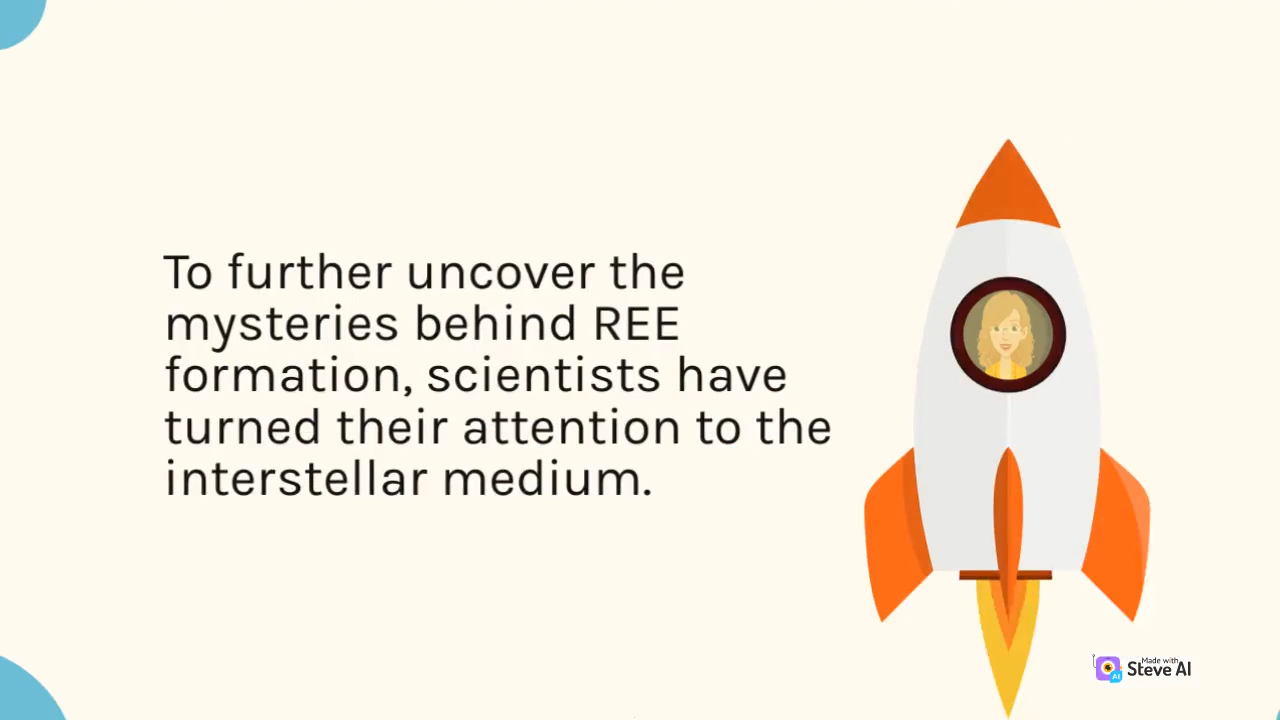 To further uncover the
mysteries behind REE
formation, scientists have
turned their attention to the
interstellar medium.
Made with
Steve AI
AI